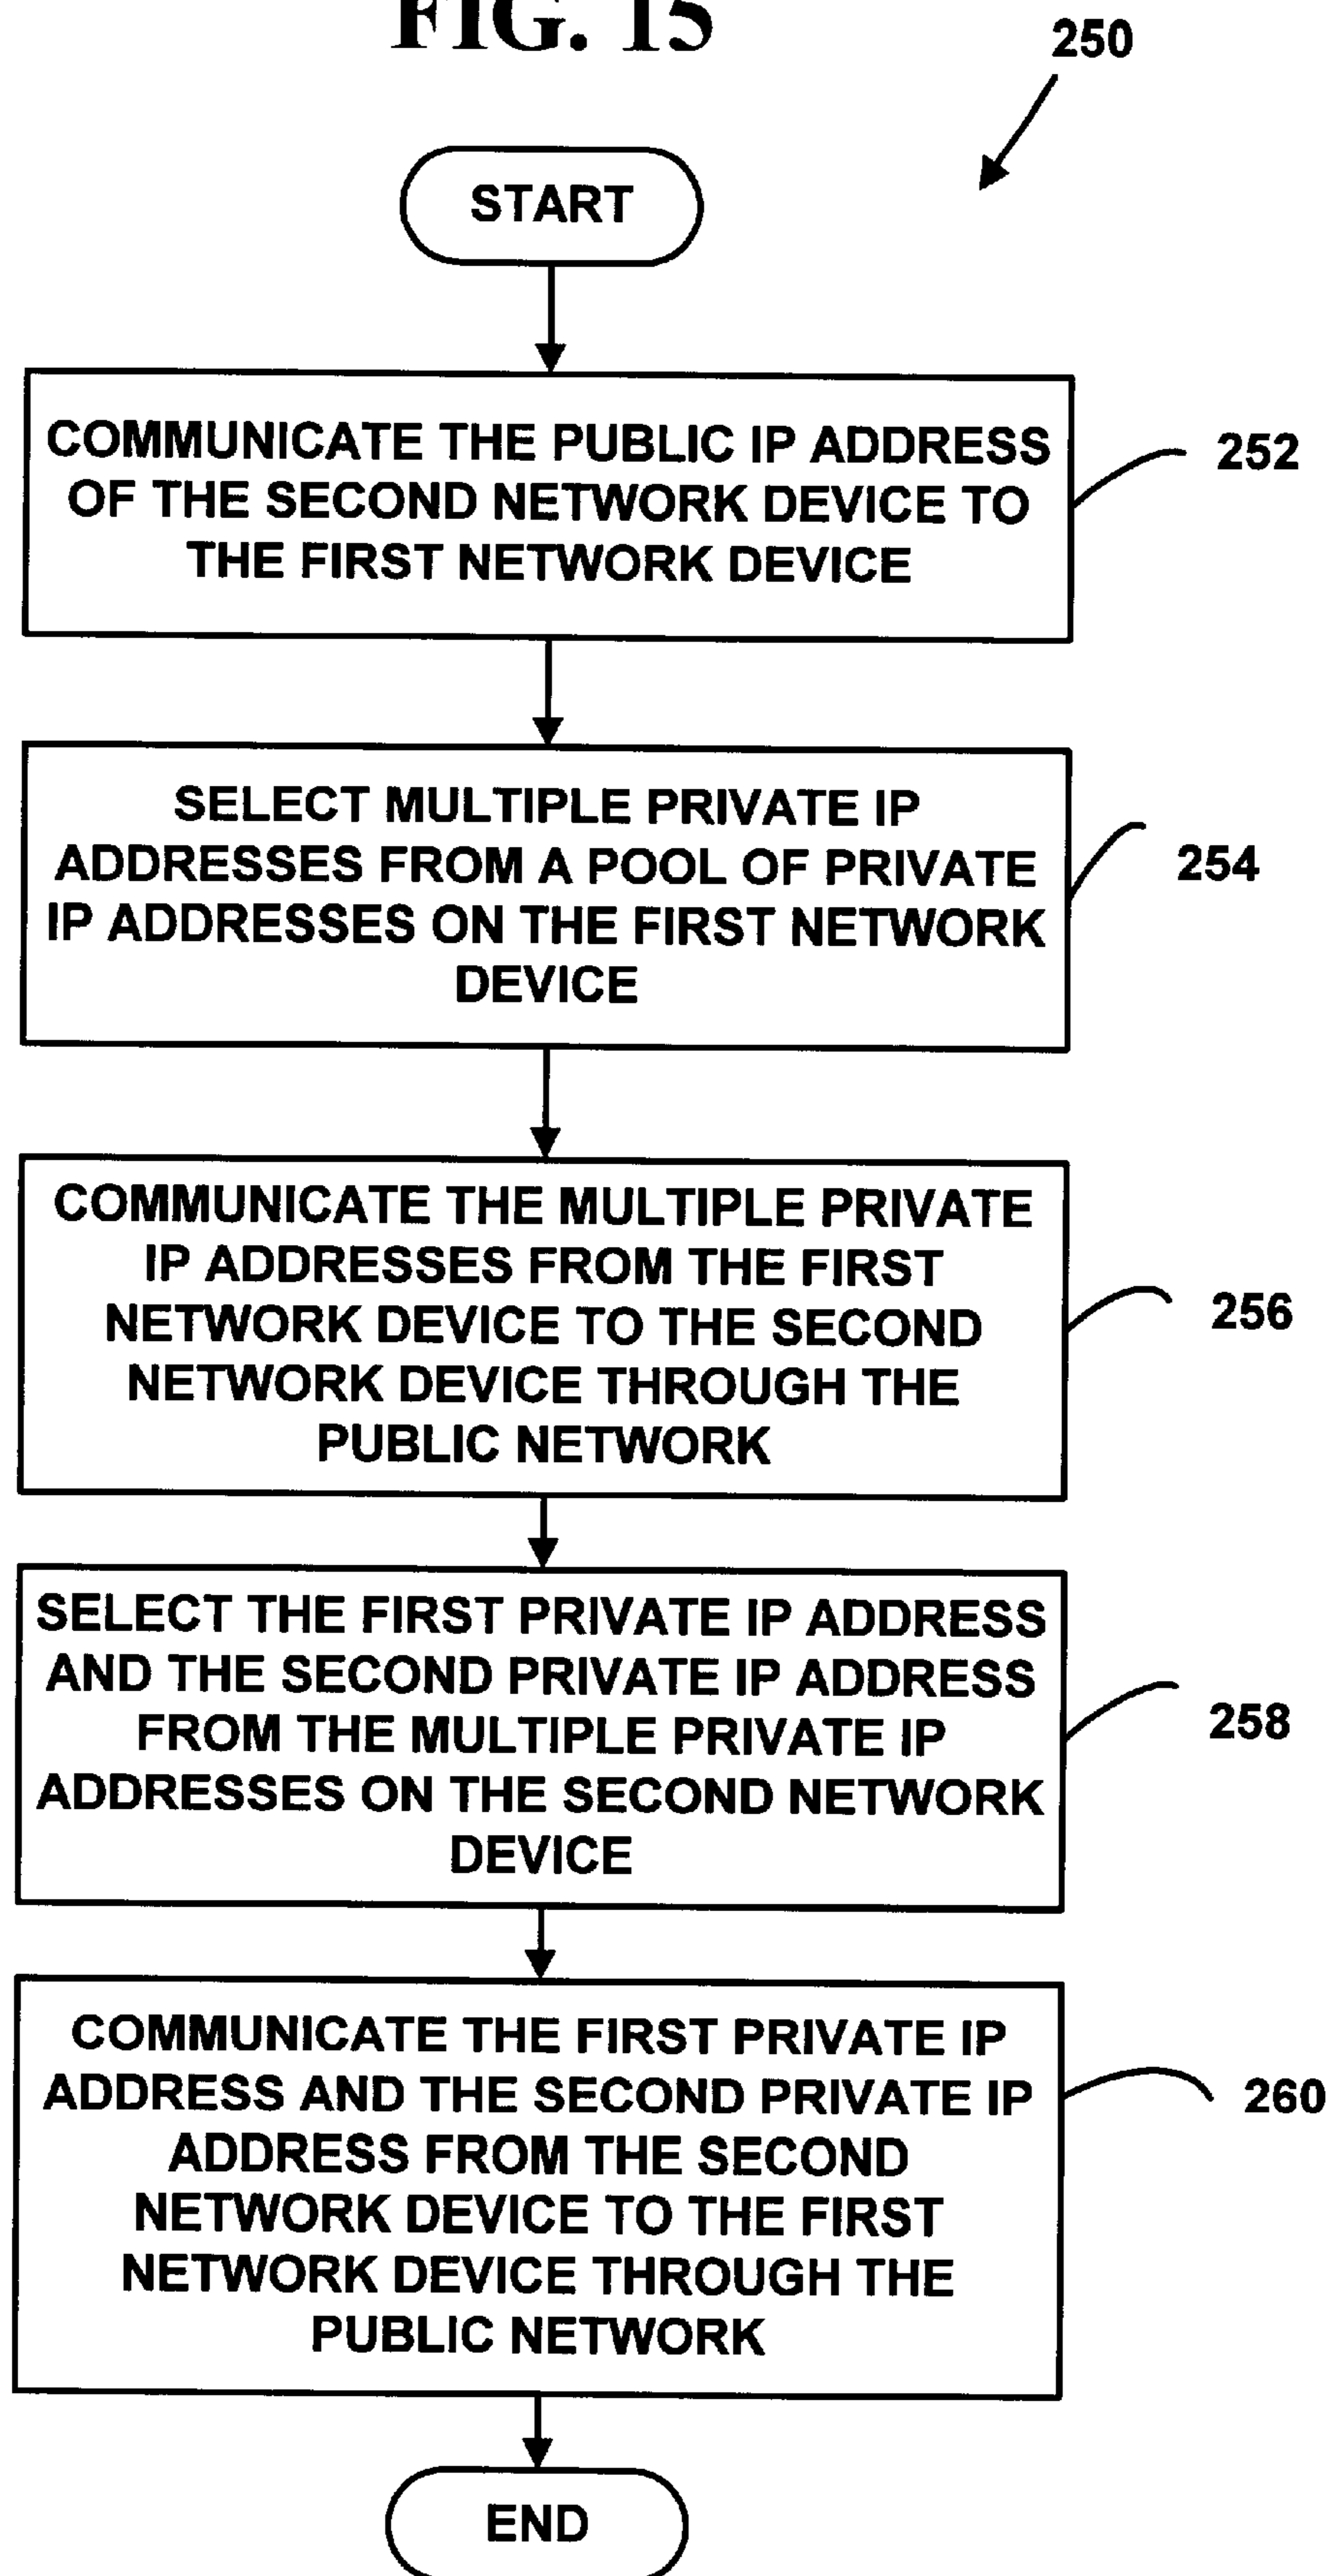 FIG. 15
250
START
COMMUNICATE THE PUBLIC IP ADDRESS
OF THE SECOND NETWORK DEVICE TO
THE FIRST NETWORK DEVICE
252
SELECT MULTIPLE PRIVATE IP
ADDRESSES FROM A POOL OF PRIVATE
IP ADDRESSES ON THE FIRST NETWORK
DEVICE
254
COMMUNICATE THE MULTIPLE PRIVATE
IP ADDRESSES FROM THE FIRST
NETWORK DEVICE TO THE SECOND
NETWORK DEVICE THROUGH THE
PUBLIC NETWORK
256
SELECT THE FIRST PRIVATE IP ADDRESS
AND THE SECOND PRIVATE IP ADDRESS
FROM THE MULTIPLE PRIVATE IP
ADDRESSES ON THE SECOND NETWORK
DEVICE
258
COMMUNICATE THE FIRST PRIVATE IP
ADDRESS AND THE SECOND PRIVATE IP
ADDRESS FROM THE SECOND
NETWORK DEVICE TO THE FIRST
NETWORK DEVICE THROUGH THE
PUBLIC NETWORK
260
END